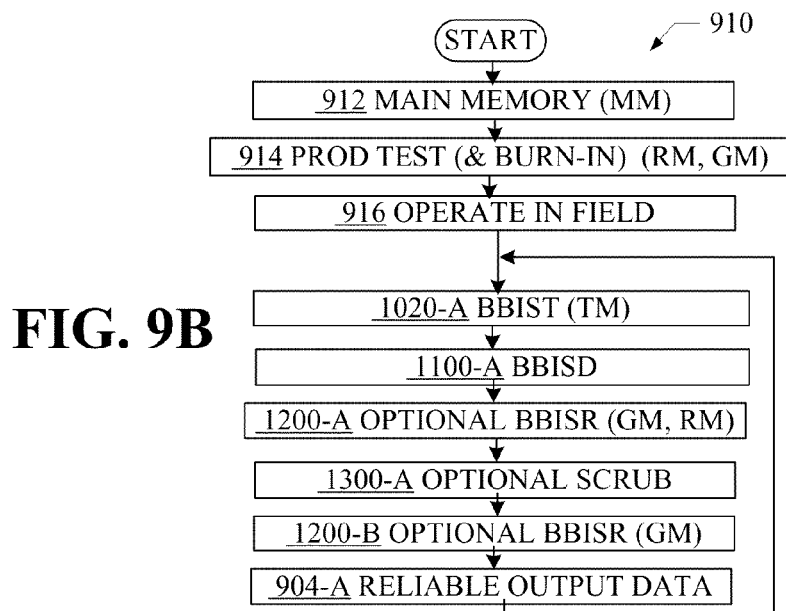 START
910
912 MAIN MEMORY (MM)
914 PROD TEST (& BURN-IN) (RM, GM)
916 OPERATE IN FIELD
FIG. 9B
1020-A BBIST (TM)
1100-A BBISD
1200-A OPTIONAL BBISR (GM, RM)
1300-A OPTIONAL SCRUB
1200-B OPTIONAL BBISR (GM)
904-A RELIABLE OUTPUT DATA